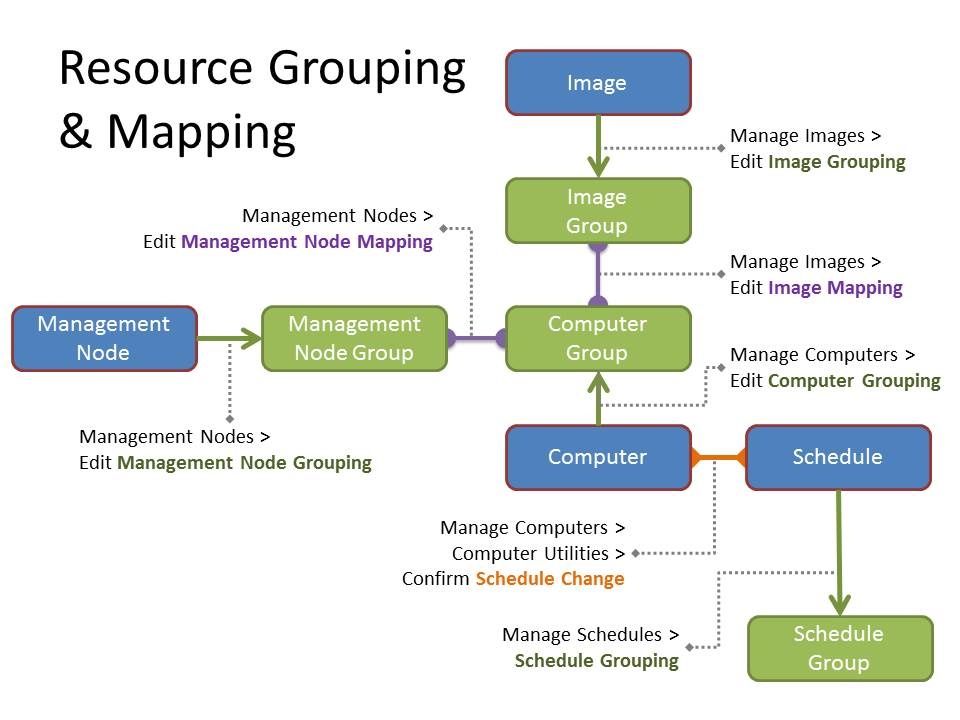 Resource Grouping
& Mapping
Image
Manage Images >
Edit Image Grouping
Image
Group
Management Nodes >
Edit Management Node Mapping
Manage Images >
Edit Image Mapping
Management
Node
Management
Node Group
Computer
Group
Manage Computers >
Edit Computer Grouping
Management Nodes >
Edit Management Node Grouping
Computer
Schedule
Manage Computers >
Computer Utilities >
Confirm Schedule Change
Manage Schedules >
Schedule Grouping
Schedule
Group